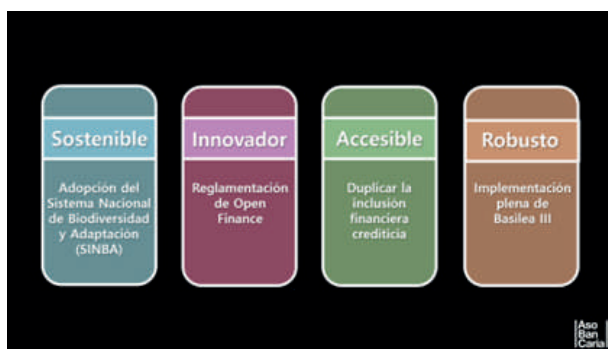 Sostenible
Adopción del
Sistema Nacional
de Biodiversidad
y Adaptación
(SINBA)
Innovador
Reglamentación
de Open
Finance
Accesible
Duplicar la
inclusión
financiera
crediticia
Robusto
Implementación
plena de
Basilea III
Aso
Ban
Caria